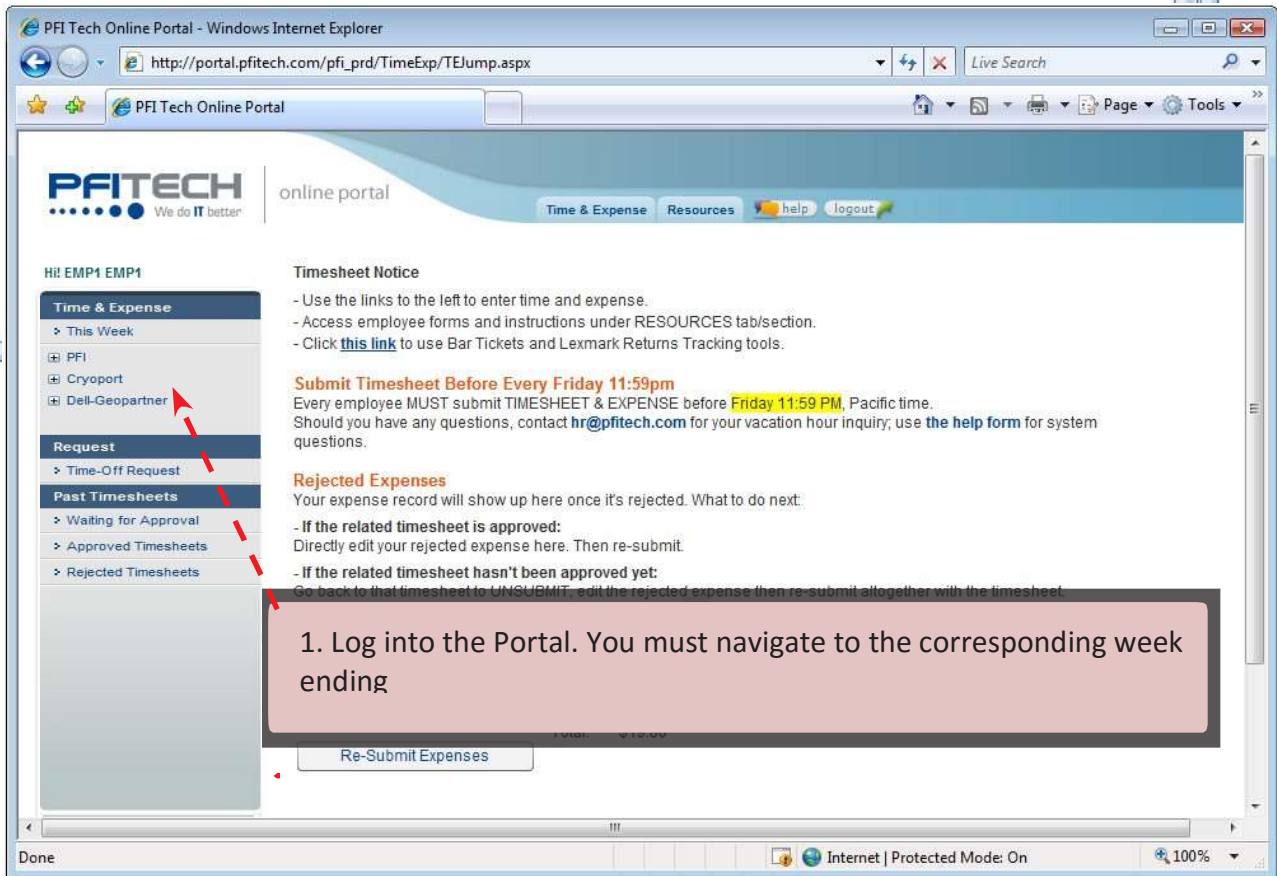 PFI Tech Online Portal - Windows Internet Explorer
http://portal.pfitech.com/pfi_prd/TimeExp/TEJump.aspx
Live Search
PFI Tech Online Portal
Page
Tools
PFITECH
We do IT better
online portal
Time & Expense
Resources
help
logout
Hi! EMP1 EMP1
Time & Expense
This Week
PFI
Cryoport
Dell-Geopartner
Request
Time-Off Request
Past Timesheets
Waiting for Approval
Approved Timesheets
Rejected Timesheets
Timesheet Notice
- Use the links to the left to enter time and expense.
- Access employee forms and instructions under RESOURCES tab/section.
- Click this link to use Bar Tickets and Lexmark Returns Tracking tools.
Submit Timesheet Before Every Friday 11:59pm
Every employee MUST submit TIMESHEET & EXPENSE before Friday 11:59 PM, Pacific time.
Should you have any questions, contact hr@pfitech.com for your vacation hour inquiry; use the help form for system
questions.
Rejected Expenses
Your expense record will show up here once it's rejected. What to do next:
- If the related timesheet is approved:
Directly edit your rejected expense here. Then re-submit.
- If the related timesheet hasn't been approved yet:
Go back to that timesheet to UNSUBMIT, edit the rejected expense then re-submit altogether with the timesheet.
1. Log into the Portal. You must navigate to the corresponding week
ending
Total:
Re-Submit Expenses
Done
Internet | Protected Mode: On
100%